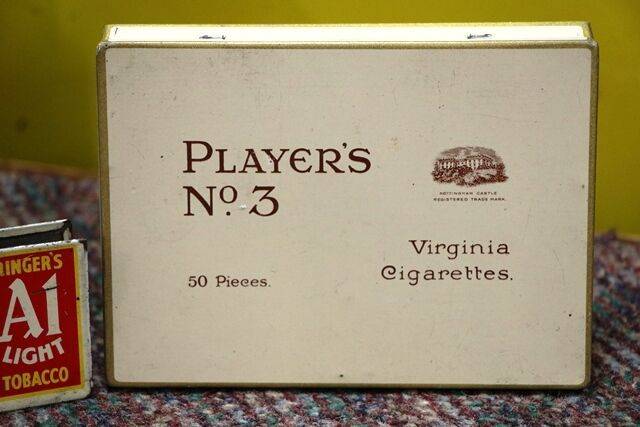 PLAYER'S
No. 3
NOTTINGHAM CASTLE
REGISTERED TRADE MARK.
Virginia
Cigarettes.
50 Pieces.
RINGER'S
A1
LIGHT
TOBACCO